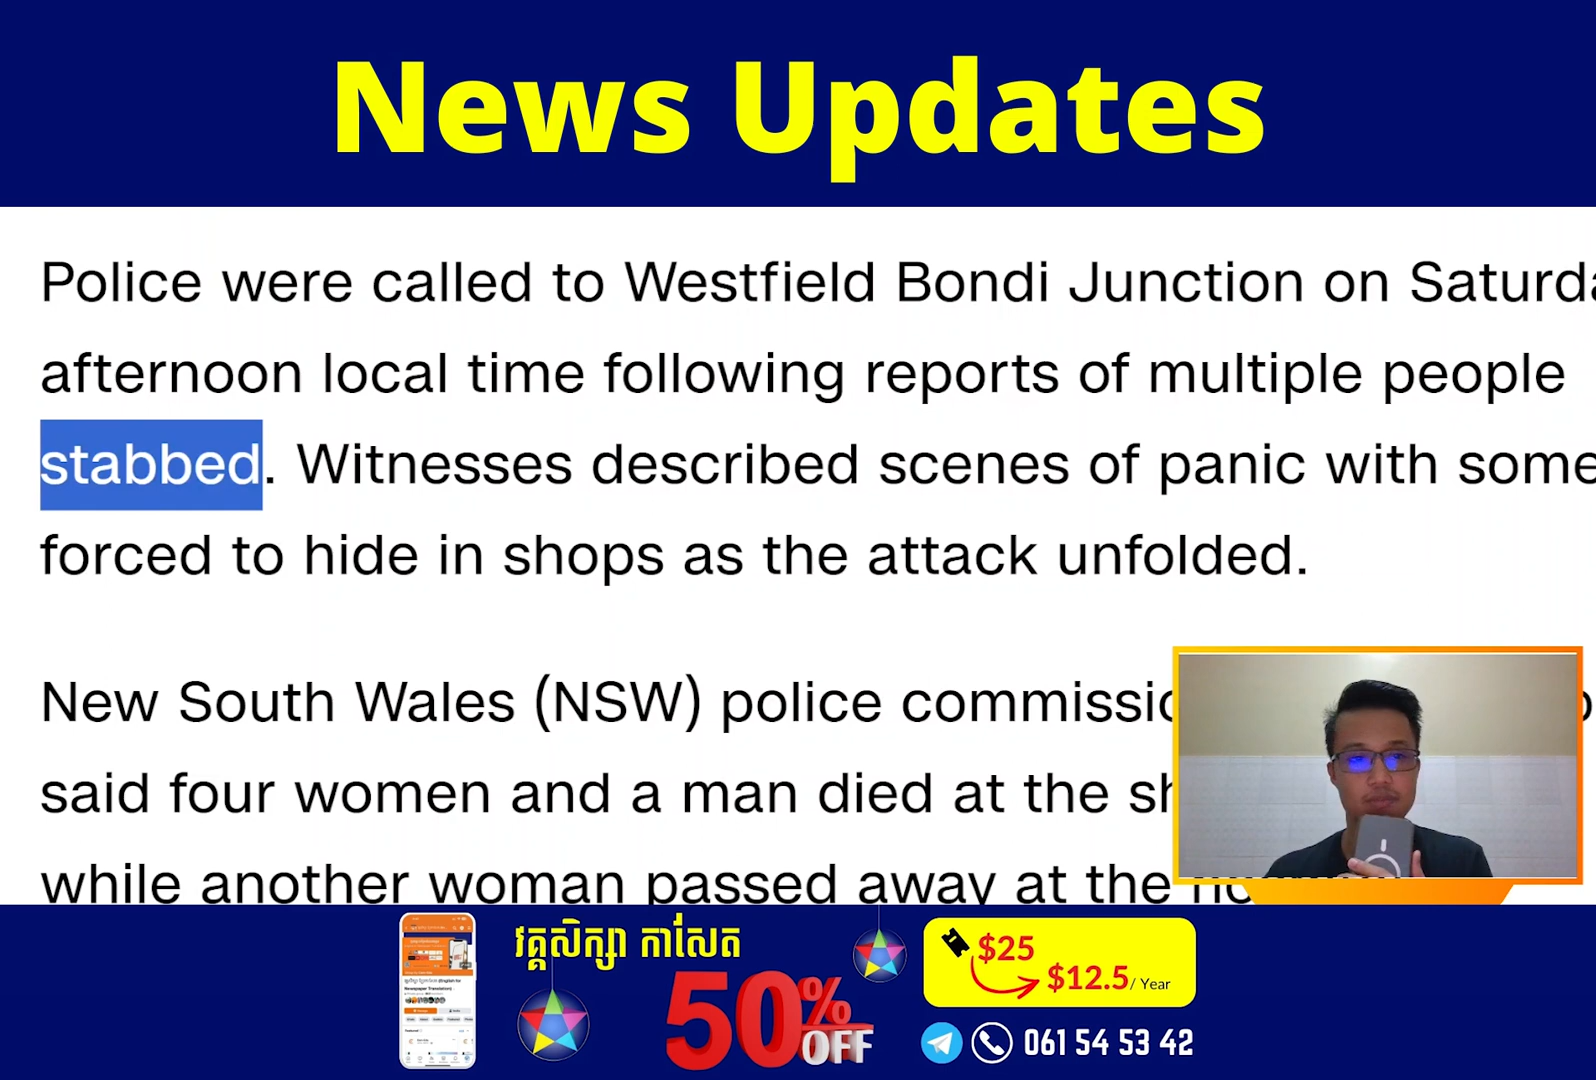 News Updates
Police were called to Westfield Bondi Junction on
afternoon local time following reports of multiple people
stabbed. Witnesses described scenes of panic with some
forced to hide in shops as the attack unfolded.
New South Wales (NSW) police
said four women and a man died at the
while another woman passed away at the
វគ្គសិក្សា កាសែត
50% OFF
$25
$12.5/ Year
061 54 53 42